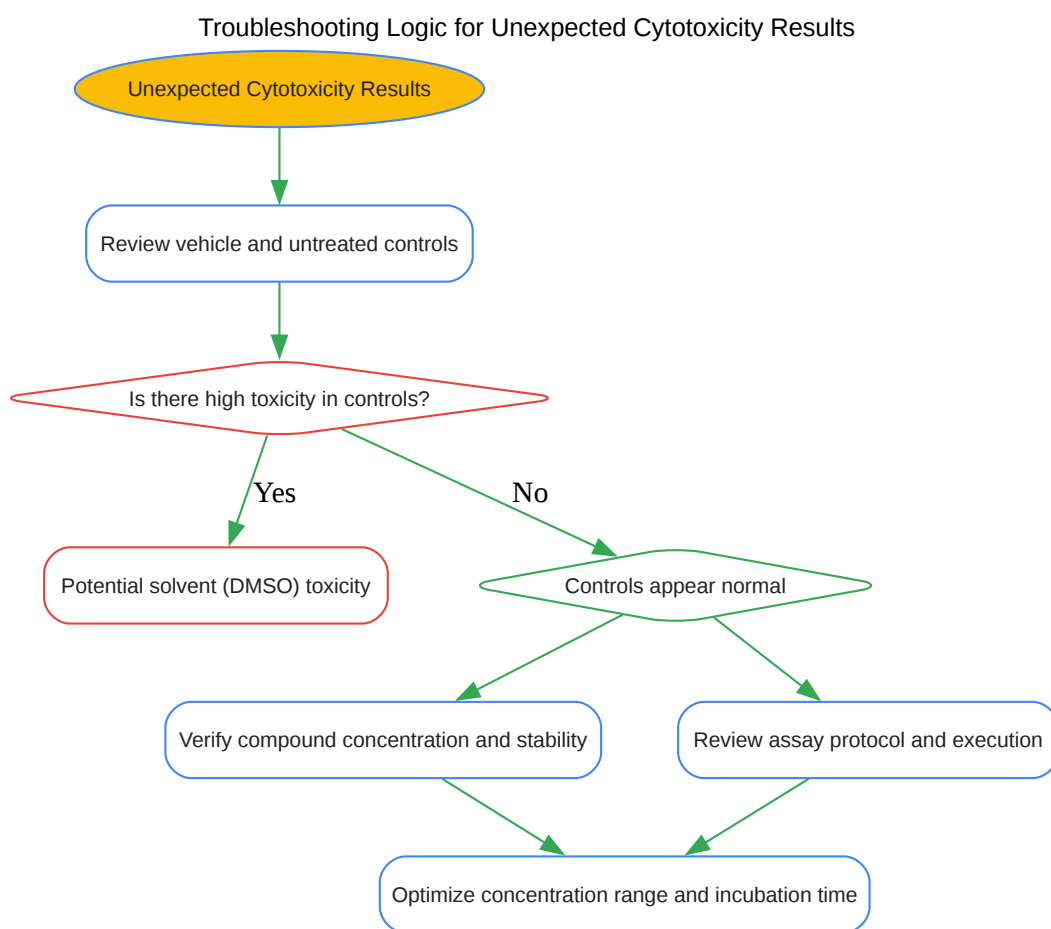 Troubleshooting Logic for Unexpected Cytotoxicity Results
Unexpected Cytotoxicity Results
Review vehicle and untreated controls
Is there high toxicity in controls?
Yes
No
Potential solvent (DMSO) toxicity
Controls appear normal
Verify compound concentration and stability
Review assay protocol and execution
Optimize concentration range and incubation time